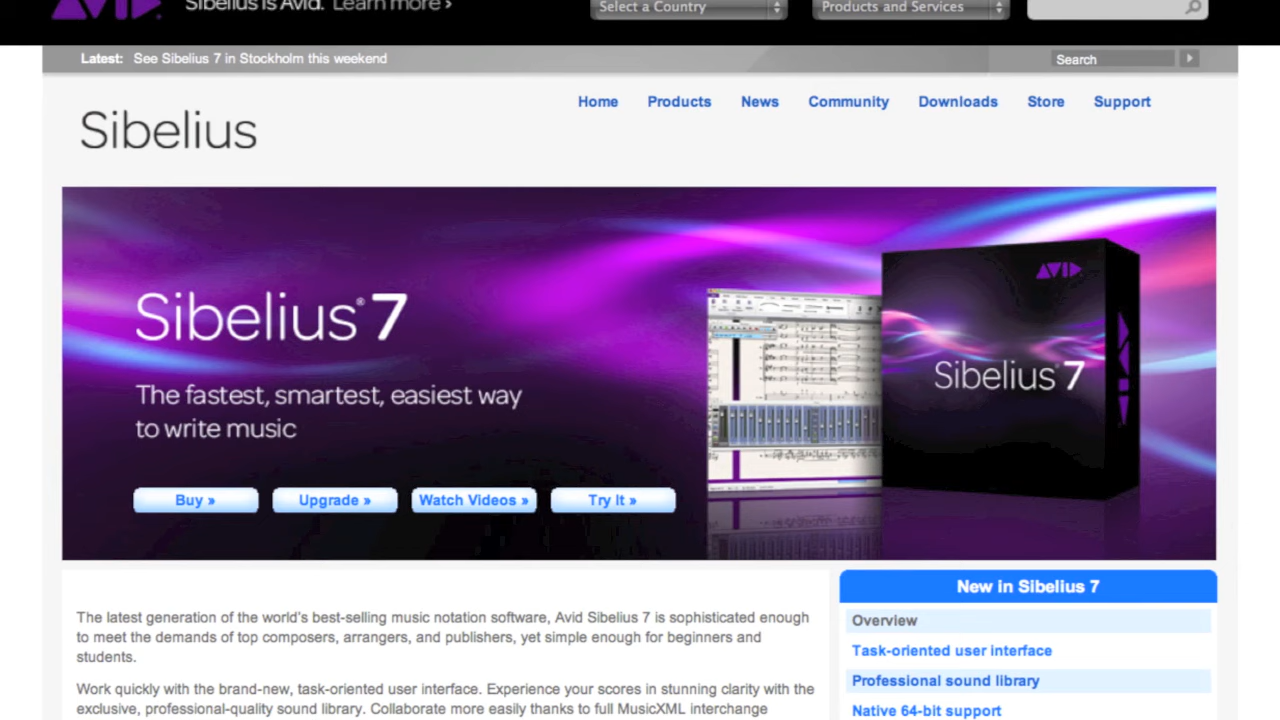 AVID. Sibelius is Avid. Learn more ›
Select a Country
Products and Services
Latest: See Sibelius 7 in Stockholm this weekend
Search
Sibelius
Home Products News Community Downloads Store Support
Sibelius® 7
The fastest, smartest, easiest way
to write music
Buy » Upgrade » Watch Videos » Try It »
AVID
Sibelius® 7
AVID
The latest generation of the world's best-selling music notation software, Avid Sibelius 7 is sophisticated enough
to meet the demands of top composers, arrangers, and publishers, yet simple enough for beginners and
students.
Work quickly with the brand-new, task-oriented user interface. Experience your scores in stunning clarity with the
exclusive, professional-quality sound library. Collaborate more easily thanks to full MusicXML interchange
New in Sibelius 7
Overview
Task-oriented user interface
Professional sound library
Native 64-bit support